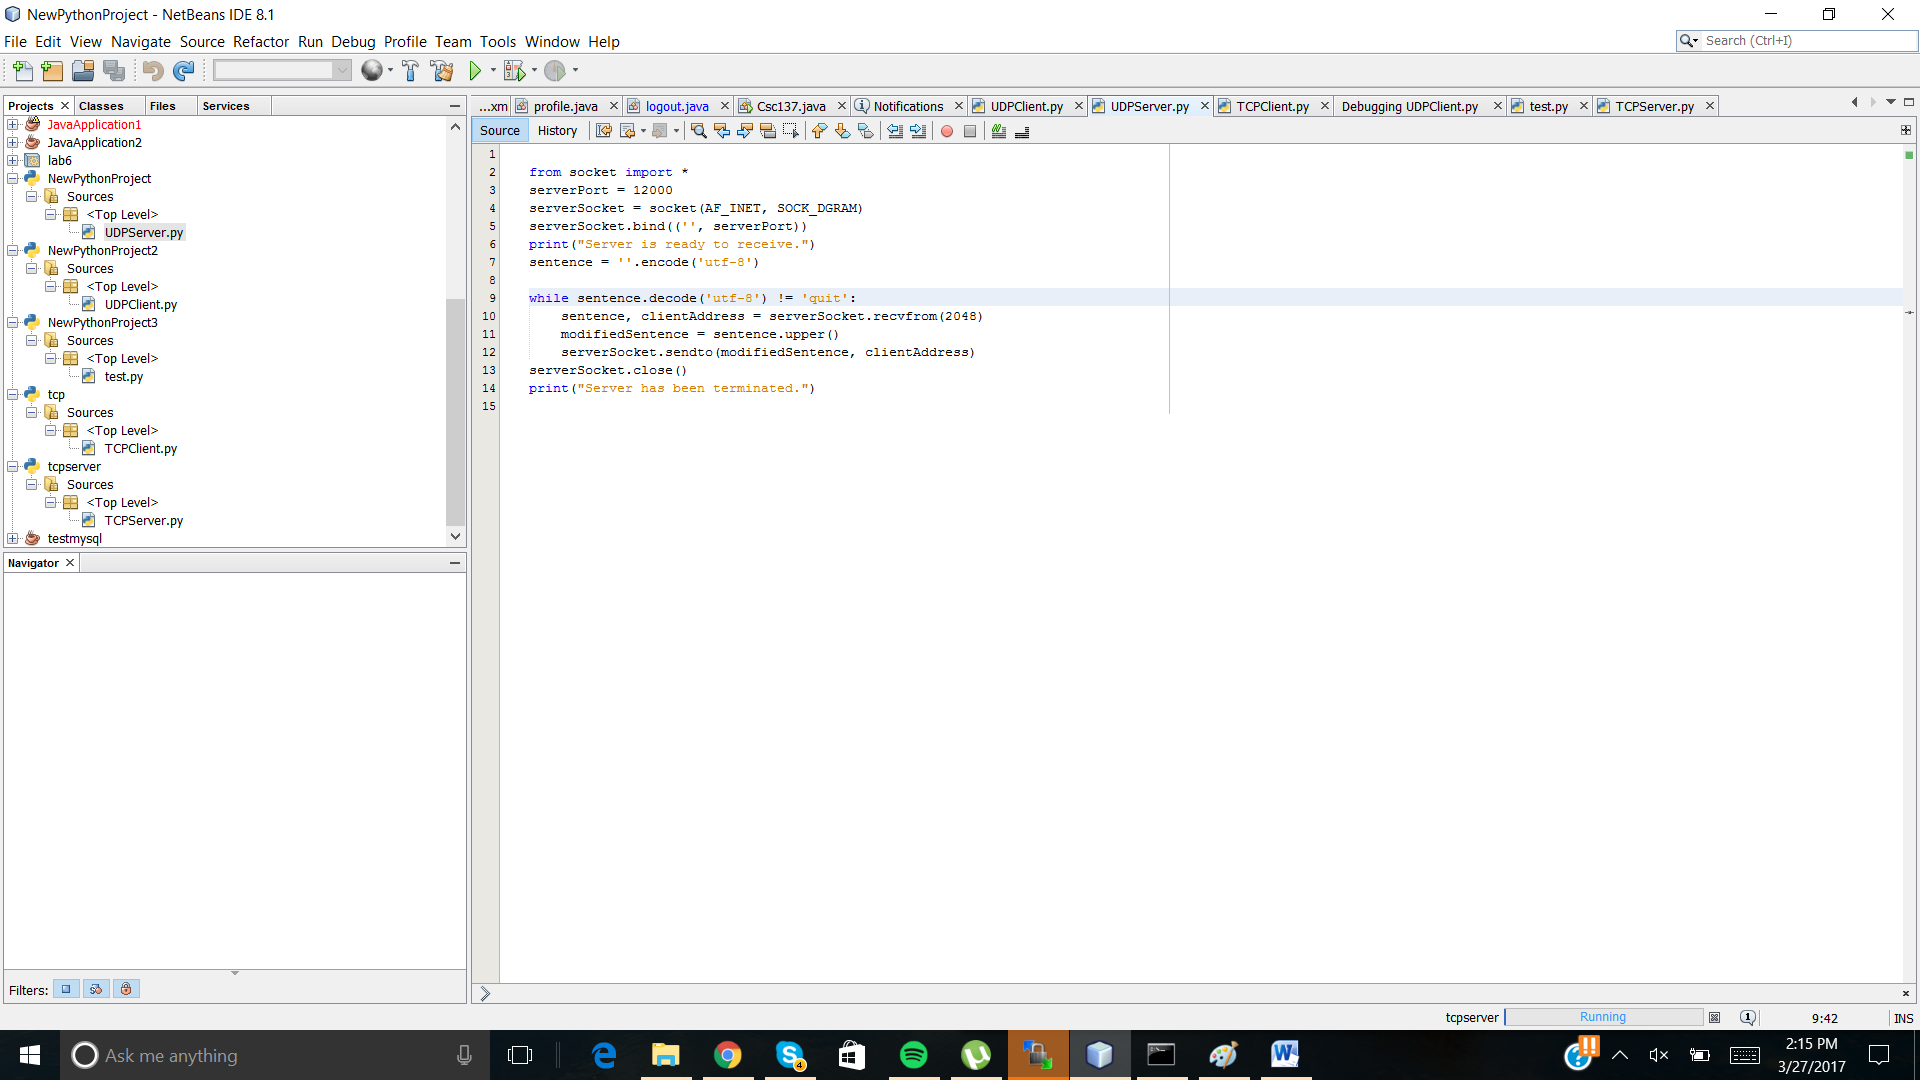 NewPythonProject - NetBeans IDE 8.1
File Edit View Navigate Source Refactor Run Debug Profile Team Tools Window Help
Search (Ctrl+I)
Projects Classes Files Services
JavaApplication1
JavaApplication2
lab6
NewPythonProject
Sources
<Top Level>
UDPServer.py
NewPythonProject2
Sources
<Top Level>
UDPClient.py
NewPythonProject3
Sources
<Top Level>
test.py
tcp
Sources
<Top Level>
TCPClient.py
tcpserver
Sources
<Top Level>
TCPServer.py
testmysql
Navigator
Filters:
...xm profile.java logout.java Csc137.java Notifications UDPClient.py UDPServer.py TCPClient.py Debugging UDPClient.py test.py TCPServer.py
Source History
1
2 from socket import *
3 serverPort = 12000
4 serverSocket = socket(AF_INET, SOCK_DGRAM)
5 serverSocket.bind(('', serverPort))
6 print("Server is ready to receive.")
7 sentence = ''.encode('utf-8')
8
9 while sentence.decode('utf-8') != 'quit':
10 sentence, clientAddress = serverSocket.recvfrom(2048)
11 modifiedSentence = sentence.upper()
12 serverSocket.sendto(modifiedSentence, clientAddress)
13 serverSocket.close()
14 print("Server has been terminated.")
15
tcpserver Running 9:42 INS
Ask me anything
4
2:15 PM
3/27/2017